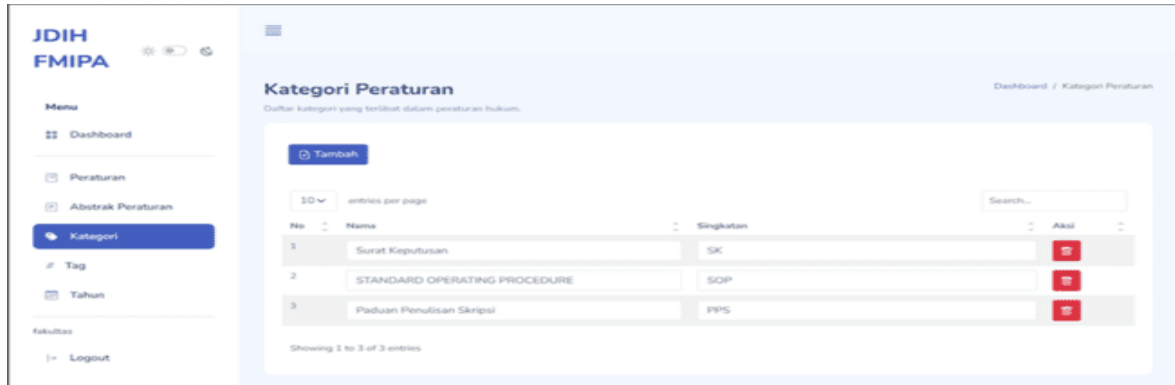 JDIH
FMIPA
Menu
Dashboard
Peraturan
Abstrak Peraturan
Kategori
# Tag
Tahun
fakultas
Logout
Kategori Peraturan
Dashboard / Kategori Peraturan
Daftar kategori yang terlibat dalam peraturan hukum.
Tambah
10 entries per page
Search...
No Nama Singkatan Aksi
1 Surat Keputusan SK
2 STANDARD OPERATING PROCEDURE SOP
3 Paduan Penulisan Skripsi PPS
Showing 1 to 3 of 3 entries